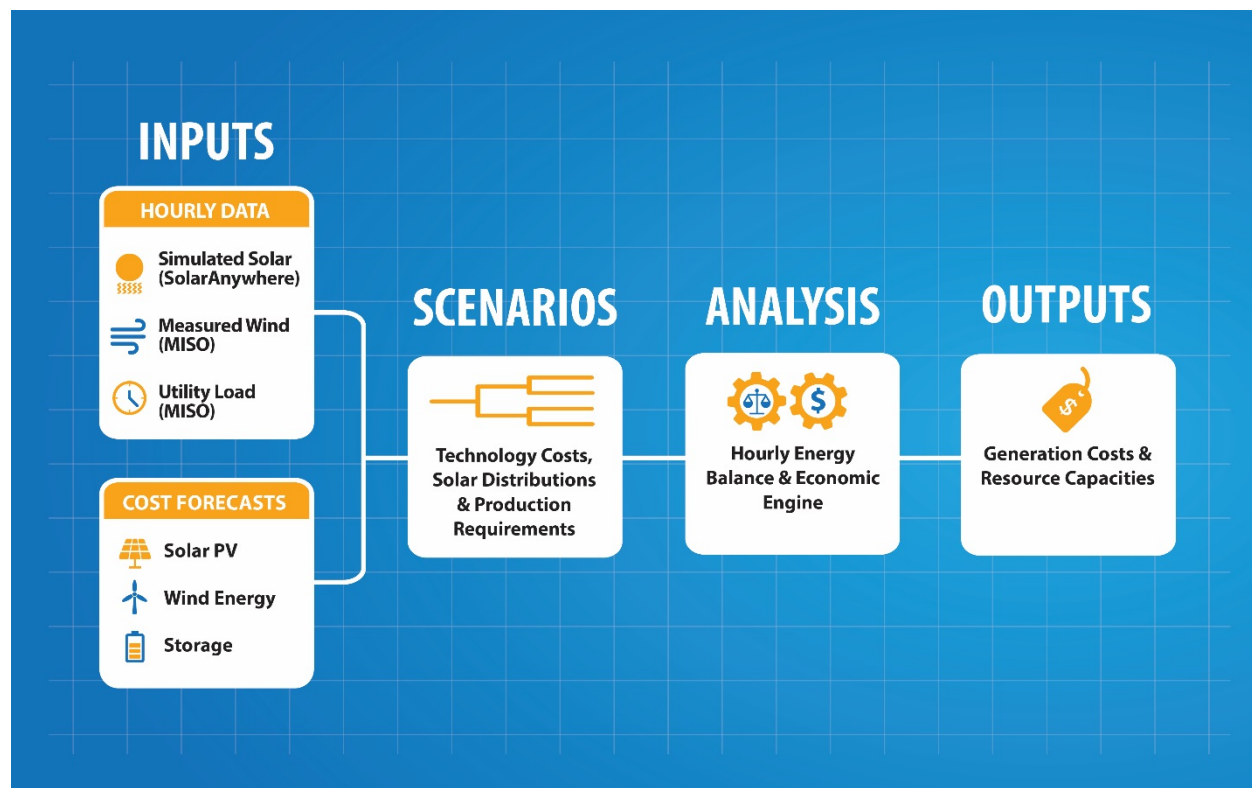 INPUTS
HOURLY DATA
Simulated Solar
(SolarAnywhere)
Measured Wind
(MISO)
Utility Load
(MISO)
COST FORECASTS
Solar PV
Wind Energy
Storage
SCENARIOS
Technology Costs,
Solar Distributions
& Production
Requirements
ANALYSIS
$
Hourly Energy
Balance & Economic
Engine
OUTPUTS
$
Generation Costs &
Resource Capacities